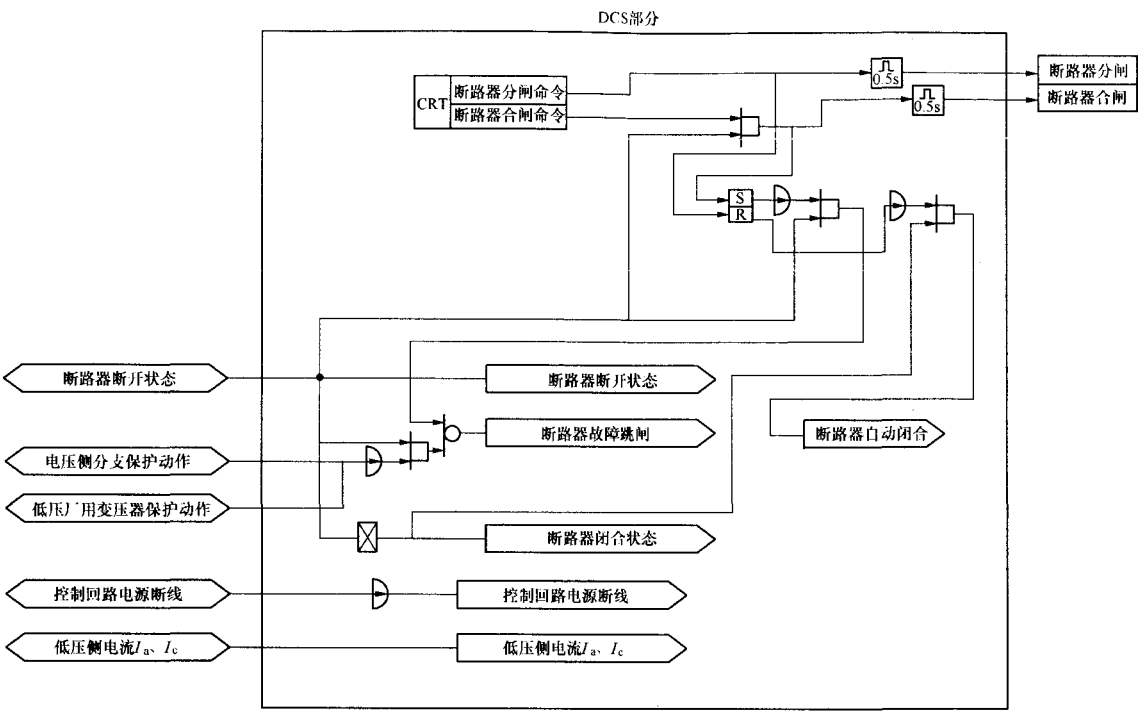 DCS部分
CRT
断路器分闸命令
断路器合闸命令
0.5s
0.5s
断路器分闸
断路器合闸
S
R
断路器断开状态
断路器断开状态
断路器故障跳闸
断路器自动闭合
电压侧分支保护动作
低压厂用变压器保护动作
断路器闭合状态
控制回路电源断线
控制回路电源断线
低压侧电流Ia、Ic
低压侧电流Ia、Ic